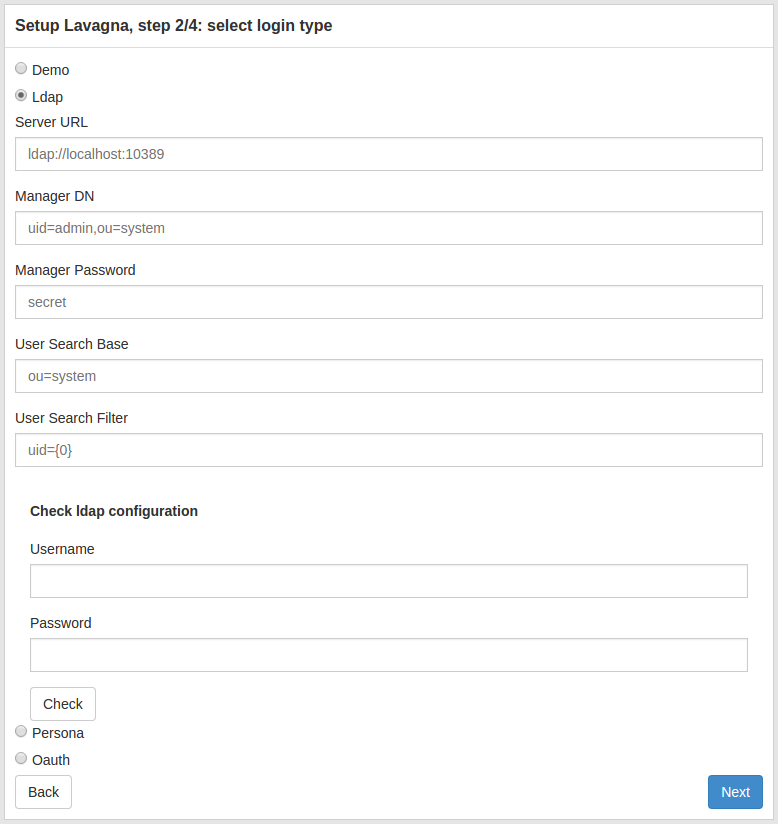 Setup Lavagna, step 2/4: select login type
Demo
Ldap
Server URL
ldap://localhost:10389
Manager DN
uid=admin,ou=system
Manager Password
secret
User Search Base
ou=system
User Search Filter
uid={0}
Check ldap configuration
Username
Password
Check
Persona
Oauth
Back
Next